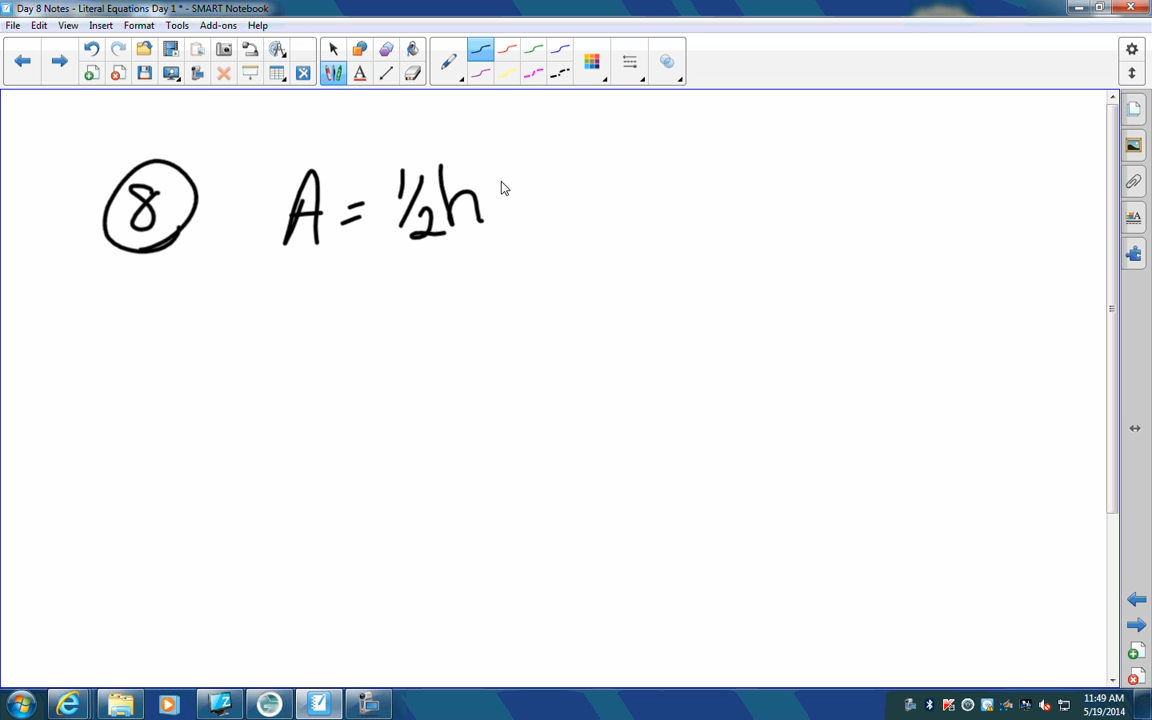 Day 8 Notes - Literal Equations Day 1 * - SMART Notebook
File Edit View Insert Format Tools Add-ons Help
8 A = 1/2h
11:49 AM
5/19/2014